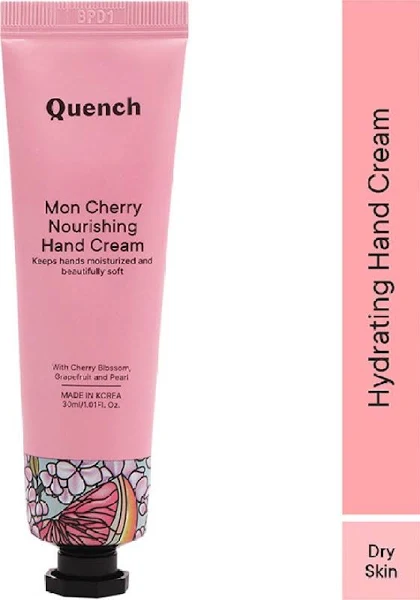 BPD1
Quench
Mon Cherry
Nourishing
Hand Cream
Keeps hands moisturized and
beautifully soft
With Cherry Blossom,
Grapefruit and Pearl
MADE IN KOREA
30ml/1.01Fl. Oz.
Hydrating Hand Cream
Dry
Skin